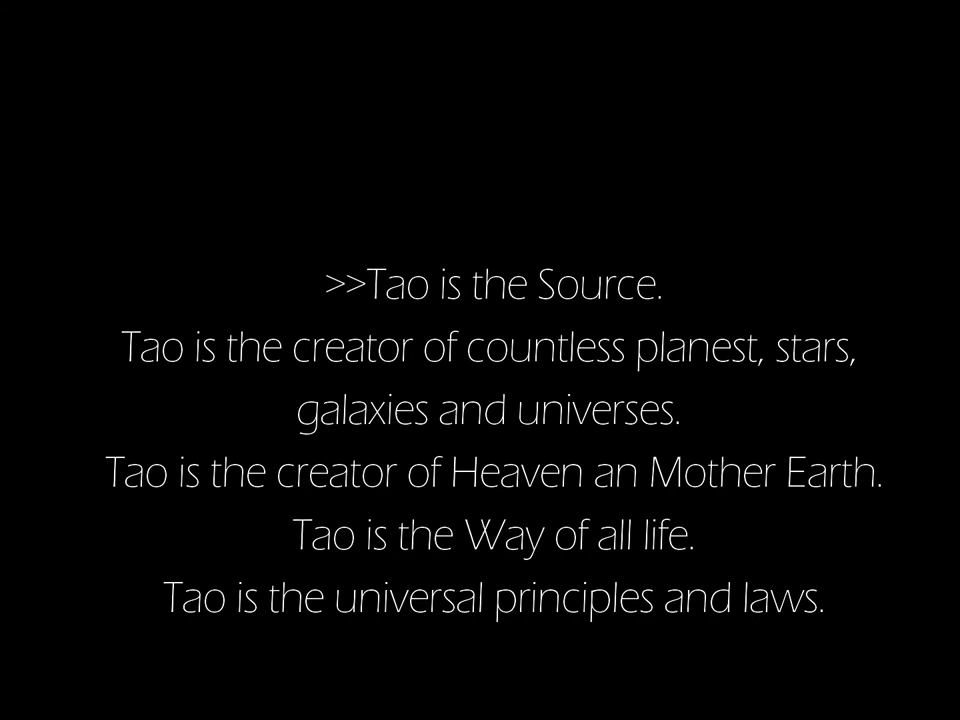 >>Tao is the Source.
Tao is the creator of countless planest, stars,
galaxies and universes.
Tao is the creator of Heaven an Mother Earth.
Tao is the Way of all life.
Tao is the universal principles and laws.